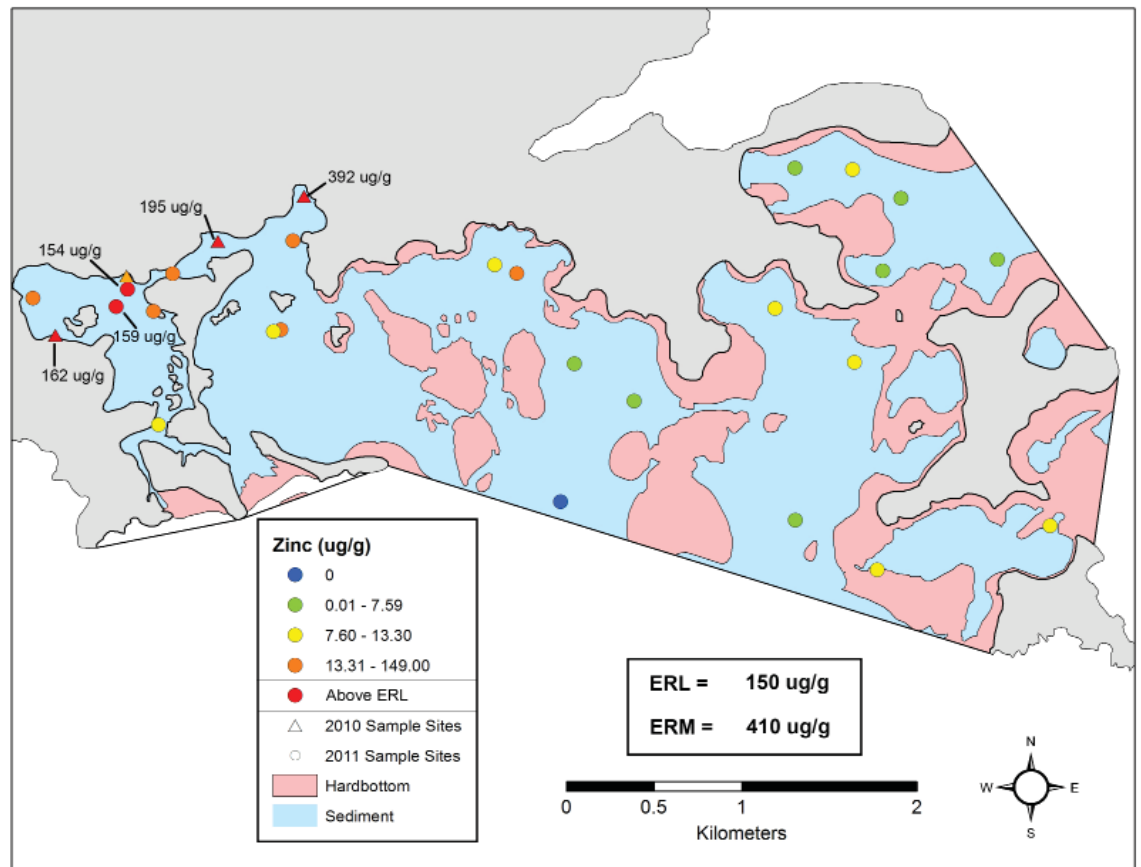 392 ug/g
195 ug/g
154 ug/g
159 ug/g
162 ug/g
Zinc (ug/g)
0
0.01 - 7.59
7.60 - 13.30
13.31 - 149.00
Above ERL
2010 Sample Sites
2011 Sample Sites
Hardbottom
Sediment
ERL = 150 ug/g
ERM = 410 ug/g
0 0.5 1 2
Kilometers
N
W E
S